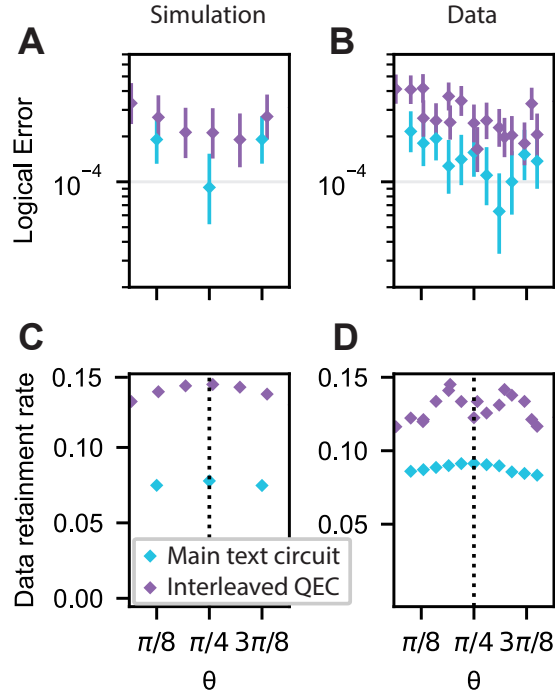 Simulation
Data
A
B
Logical Error
10⁻⁴
10⁻⁴
C
D
Data retainment rate
0.15
0.10
0.05
0.00
0.15
0.10
0.05
Main text circuit
Interleaved QEC
π/8
π/4
3π/8
π/8
π/4
3π/8
θ
θ